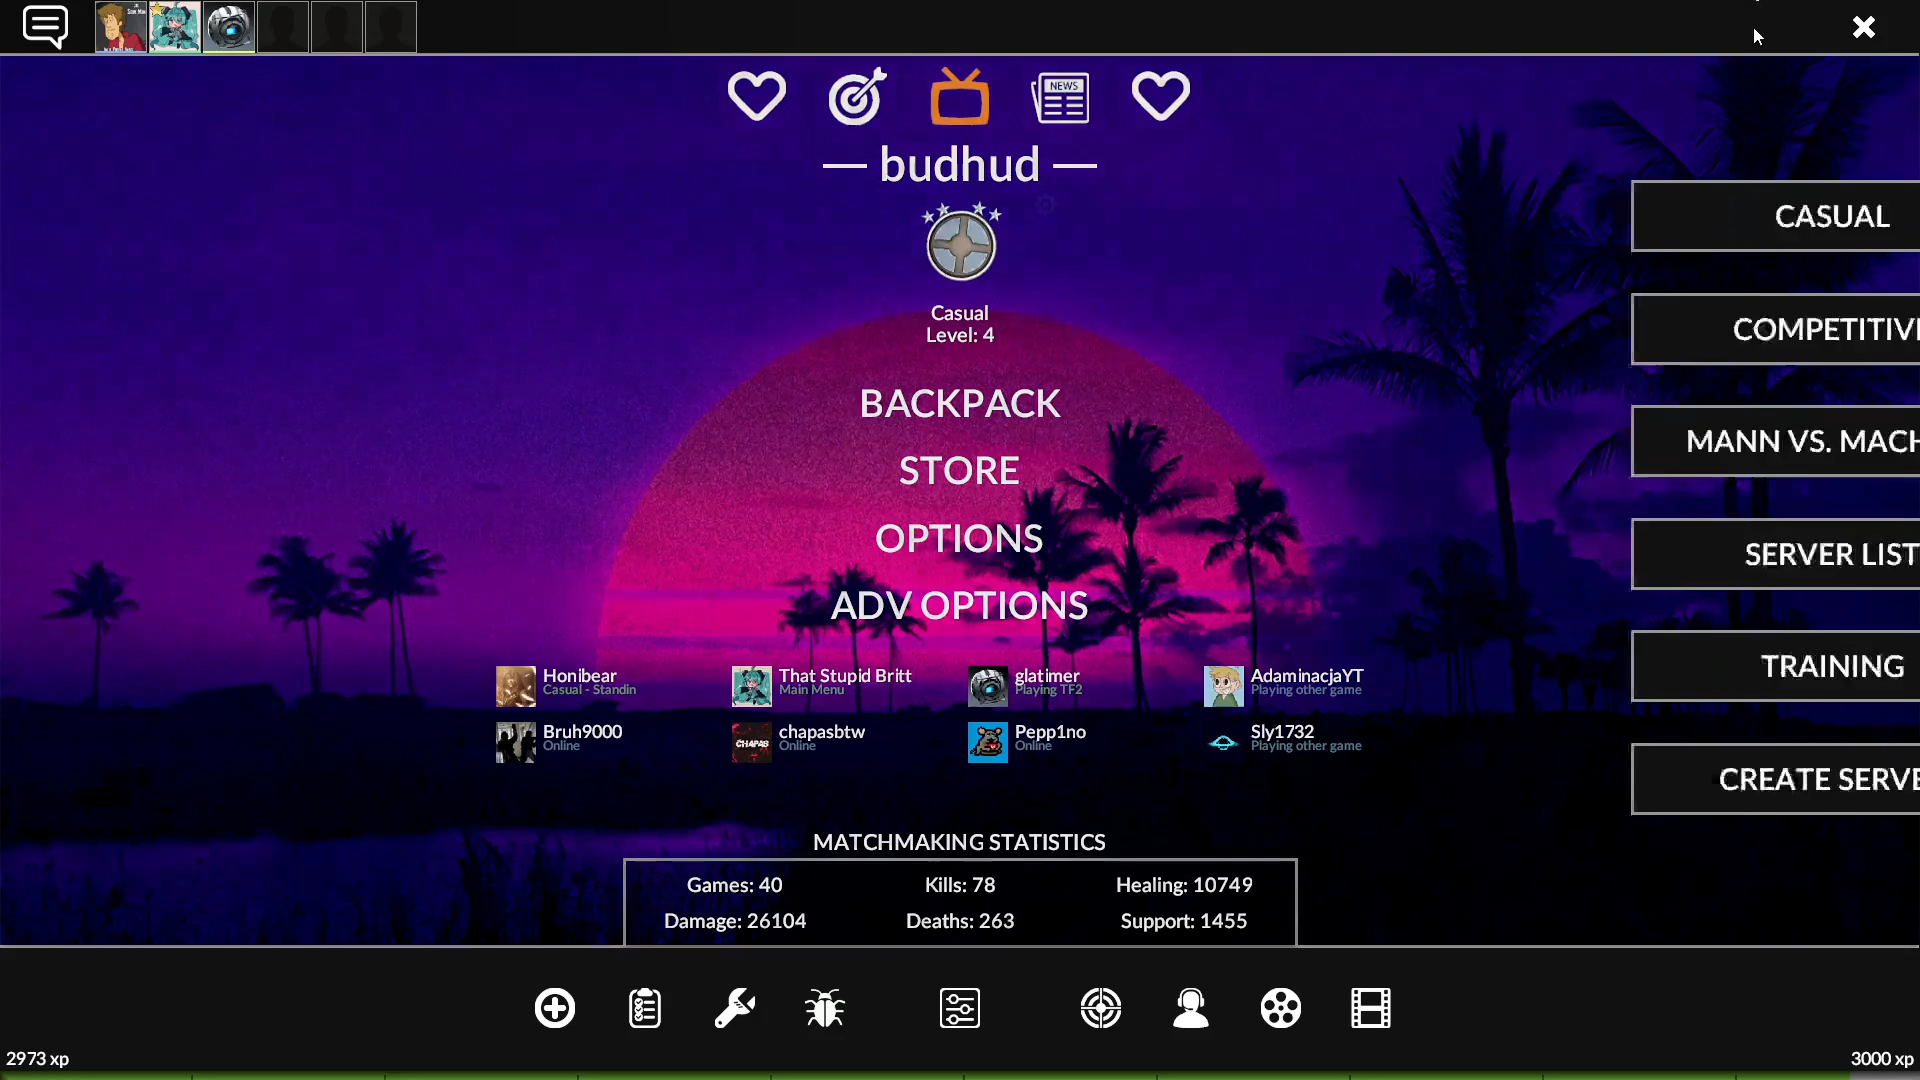 NEWS
— budhud —
Casual
Level: 4
BACKPACK
STORE
OPTIONS
ADV OPTIONS
CASUAL
COMPETITIV
MANN VS. MACH
SERVER LIST
TRAINING
CREATE SERVE
Honibear
Casual - Standin
That Stupid Britt
Main Menu
glatimer
Playing TF2
AdaminacjaYT
Playing other game
Bruh9000
Online
CHAPAS
chapasbtw
Online
Pepp1no
Online
Sly1732
Playing other game
MATCHMAKING STATISTICS
Games: 40 Kills: 78 Healing: 10749
Damage: 26104 Deaths: 263 Support: 1455
2973 xp 3000 xp